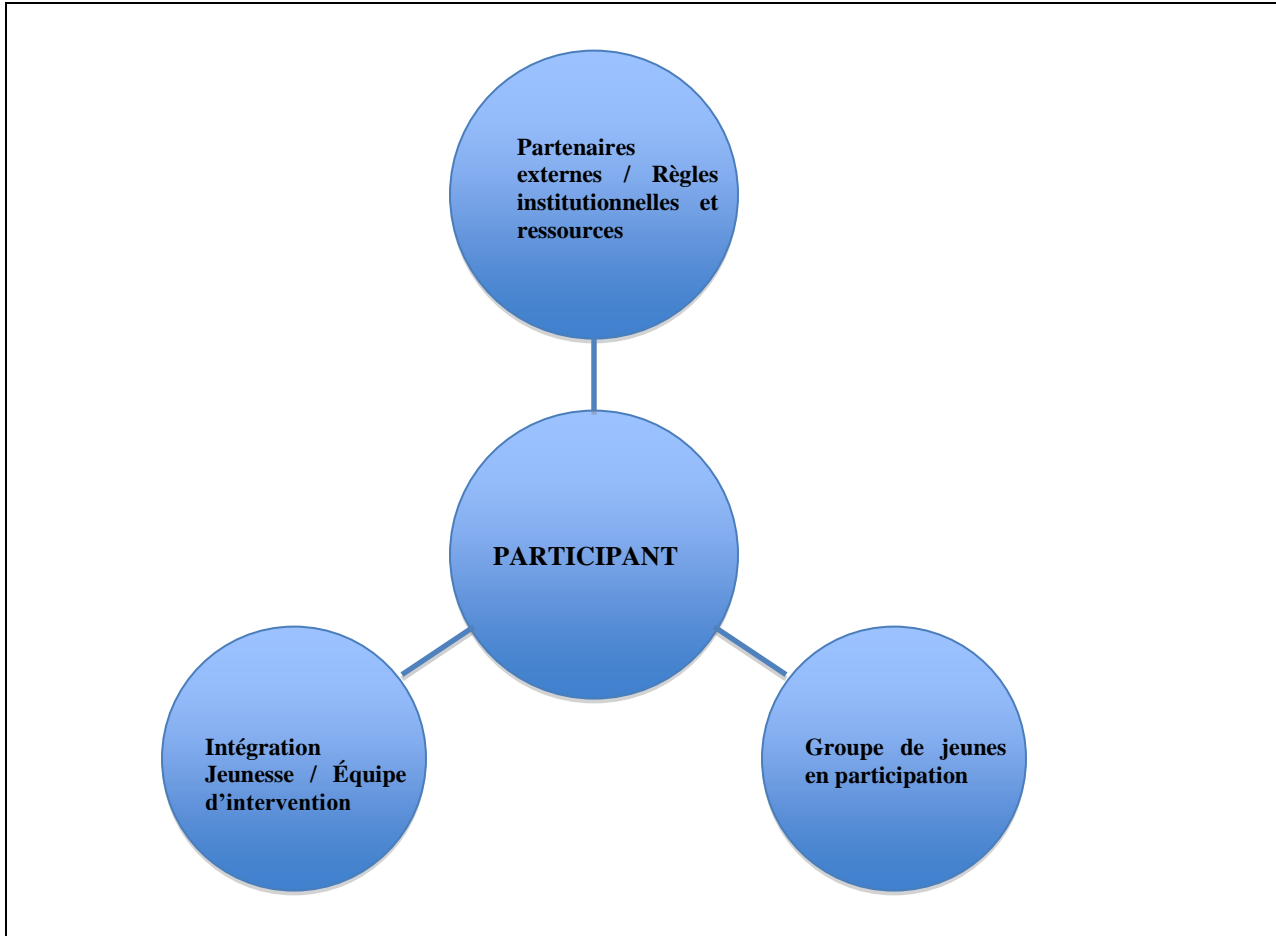 Partenaires
externes / Règles
institutionnelles et
ressources
PARTICIPANT
Intégration
Jeunesse / Équipe
d’intervention
Groupe de jeunes
en participation